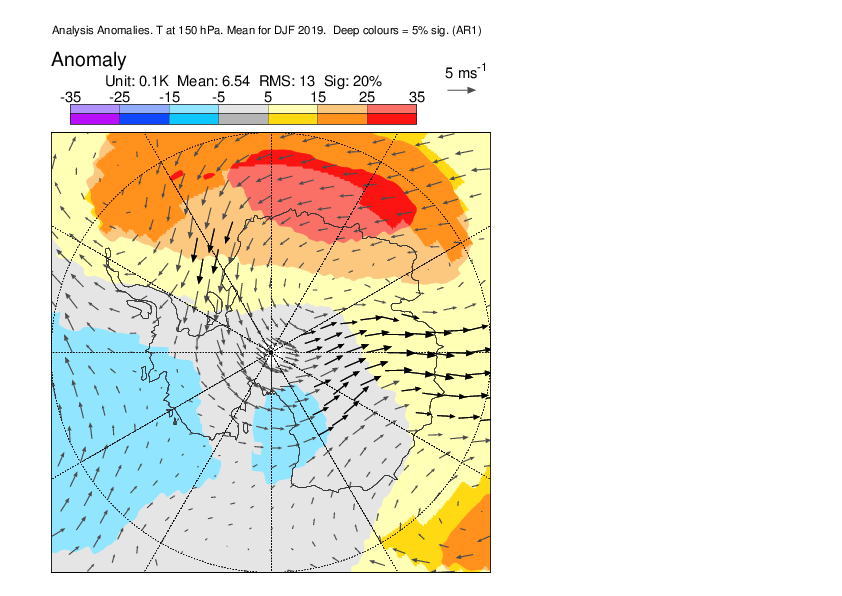 Analysis Anomalies. T at 150 hPa. Mean for DJF 2019.  Deep colours = 5% sig. (AR1)
Anomaly
5 ms-1
Unit: 0.1K  Mean: 6.54  RMS: 13  Sig: 20%
-35 -25 -15 -5 5 15 25 35